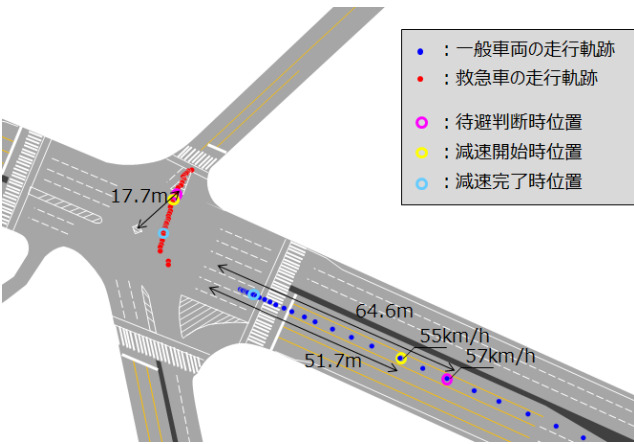 ：一般車両の走行軌跡
：救急車の走行軌跡
：待避判断時位置
：減速開始時位置
：減速完了時位置
17.7m
64.6m
55km/h
57km/h
51.7m